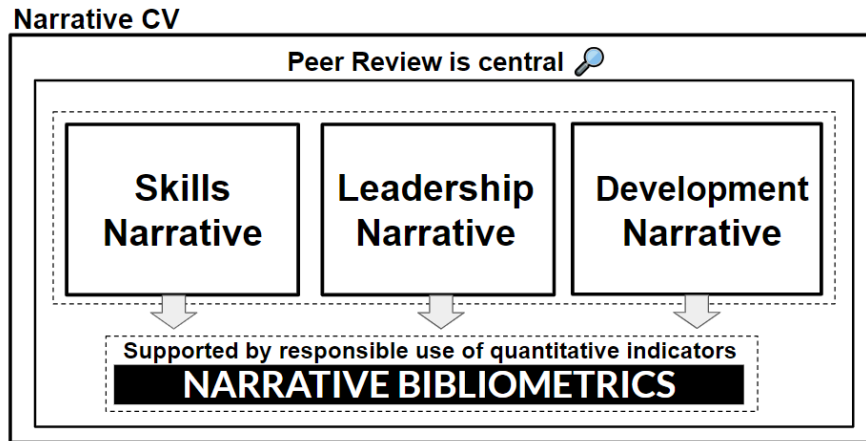 Narrative CV
Peer Review is central 🔎
Skills
Narrative
Leadership
Narrative
Development
Narrative
Supported by responsible use of quantitative indicators
NARRATIVE BIBLIOMETRICS